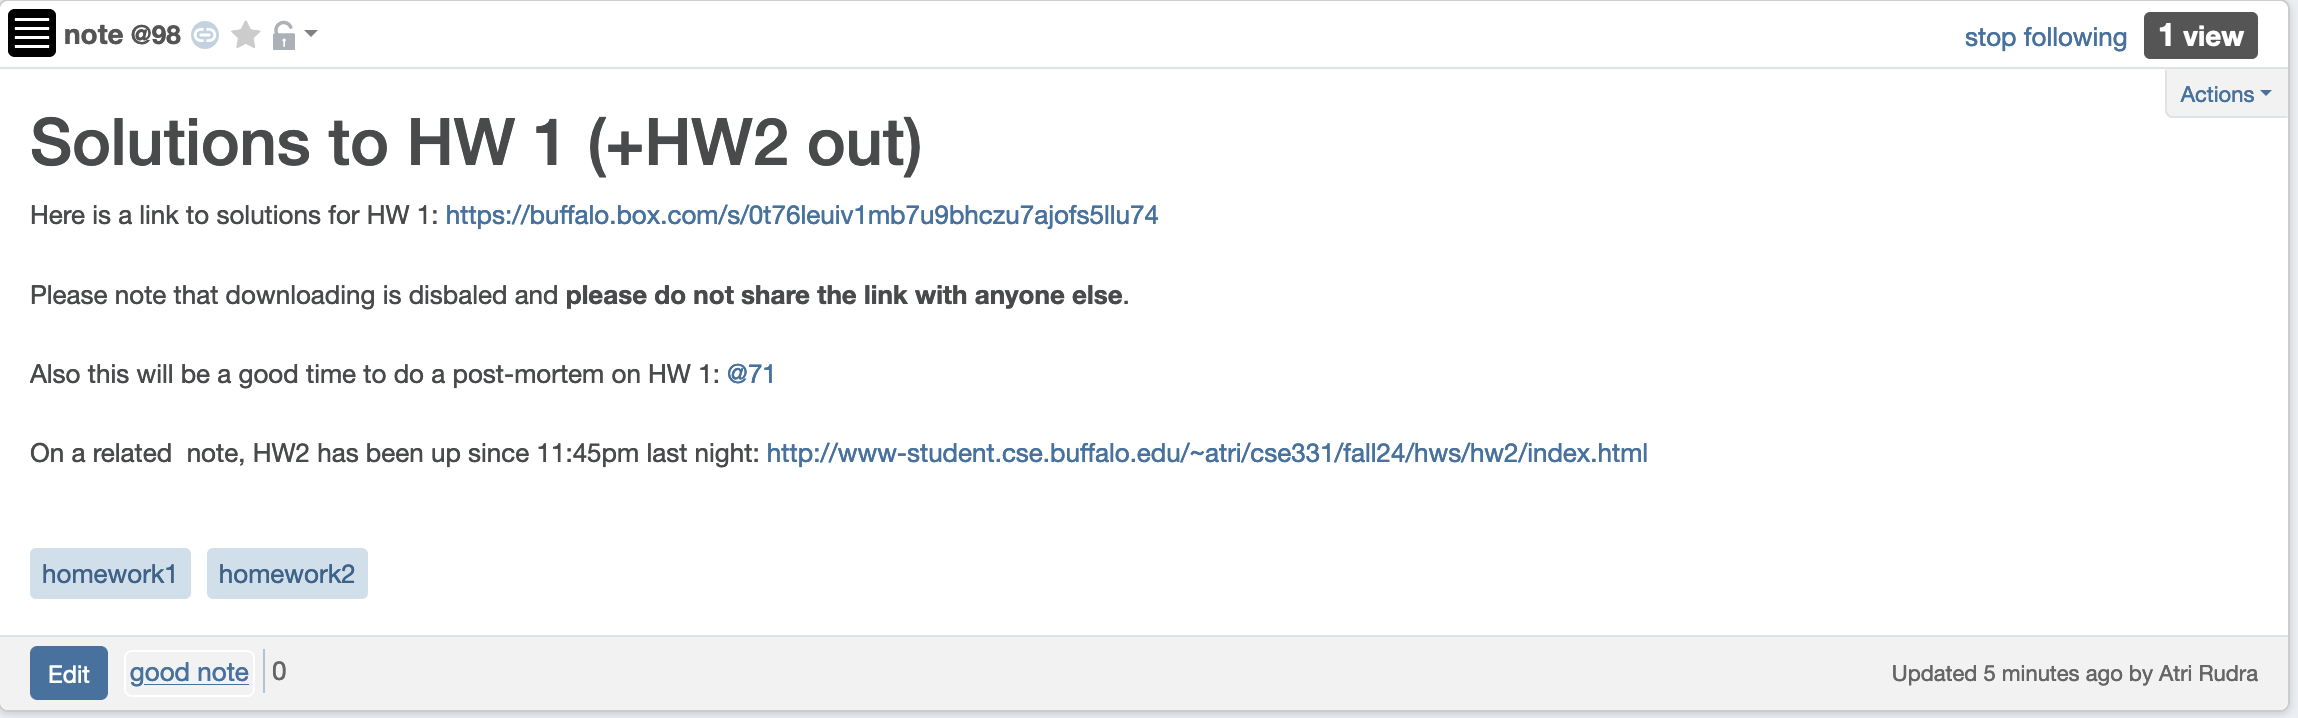 note @98
stop following
1 view
Actions
Solutions to HW 1 (+HW2 out)
Here is a link to solutions for HW 1: https://buffalo.box.com/s/0t76leuiv1mb7u9bhczu7ajofs5llu74
Please note that downloading is disbaled and please do not share the link with anyone else.
Also this will be a good time to do a post-mortem on HW 1: @71
On a related  note, HW2 has been up since 11:45pm last night: http://www-student.cse.buffalo.edu/~atri/cse331/fall24/hws/hw2/index.html
homework1 homework2
Edit
good note
0
Updated 5 minutes ago by Atri Rudra